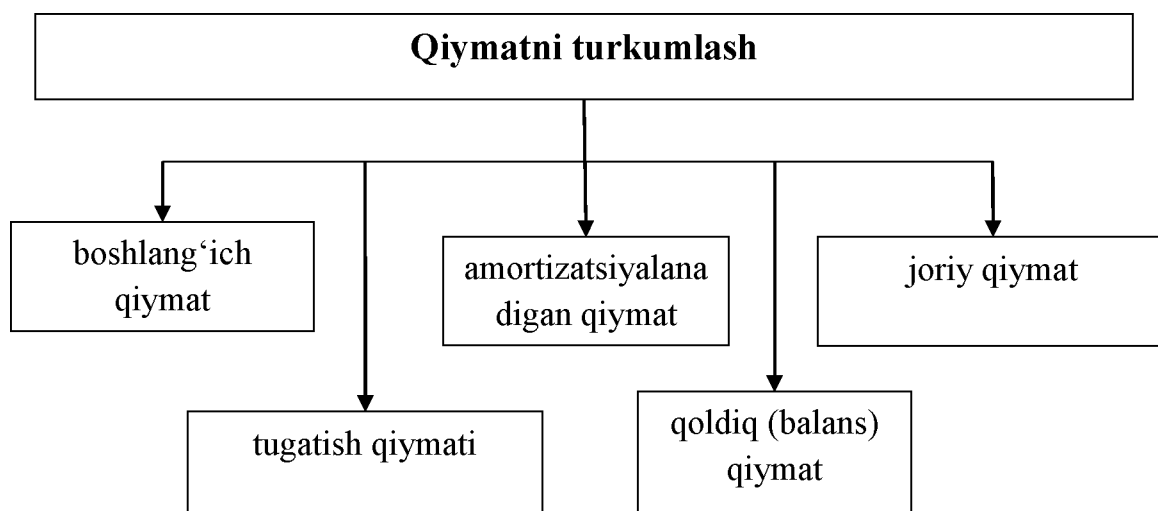 Qiymatni turkumlash
boshlang‘ich
qiymat
amortizatsiyalana
digan qiymat
joriy qiymat
tugatish qiymati
qoldiq (balans)
qiymat